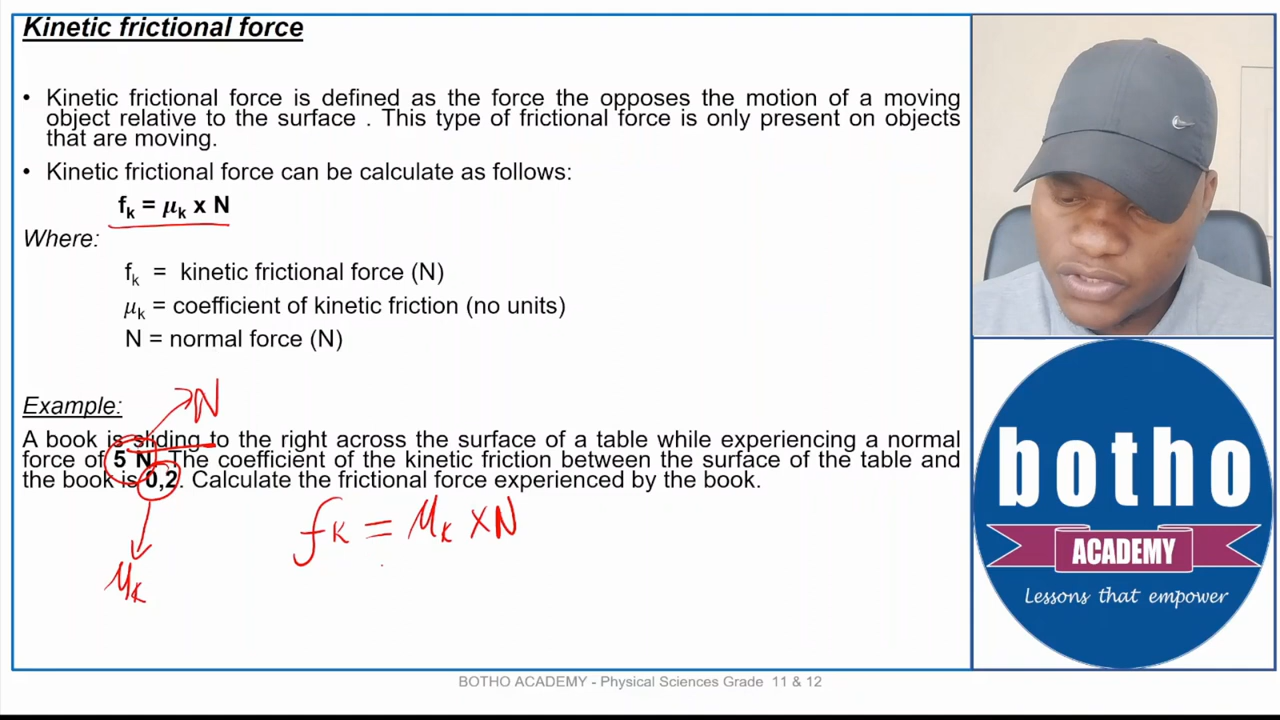 Kinetic frictional force
• Kinetic frictional force is defined as the force the opposes the motion of a moving
object relative to the surface . This type of frictional force is only present on objects
that are moving.
• Kinetic frictional force can be calculate as follows:
fk = μk x N
Where:
fk = kinetic frictional force (N)
μk = coefficient of kinetic friction (no units)
N = normal force (N)
N
Example:
A book is sliding to the right across the surface of a table while experiencing a normal
force of 5 N. The coefficient of the kinetic friction between the surface of the table and
the book is 0,2. Calculate the frictional force experienced by the book.
fk = μk x N
μk
botho
ACADEMY
Lessons that empower
BOTHO ACADEMY - Physical Sciences Grade 11 & 12